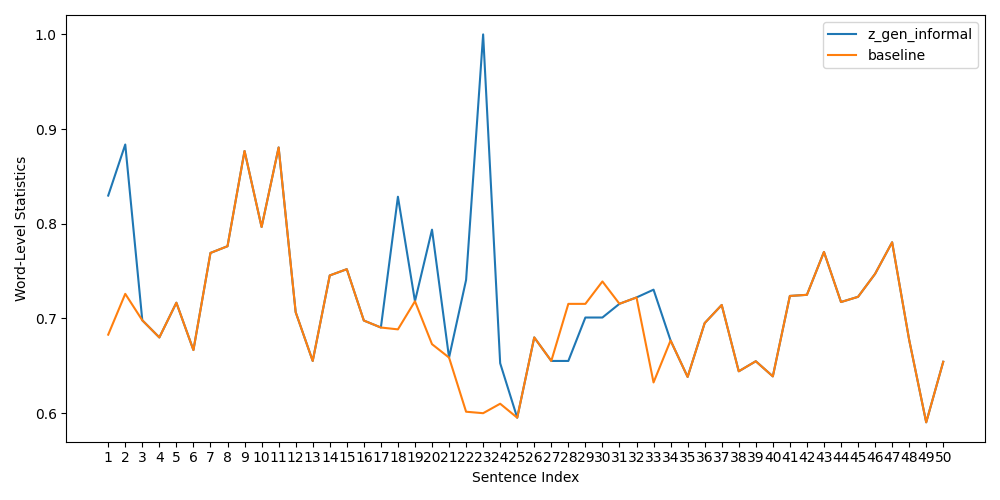 1.0
0.9
0.8
0.7
0.6
Word-Level Statistics
z_gen_informal
baseline
1 2 3 4 5 6 7 8 9 10 11 12 13 14 15 16 17 18 19 20 21 22 23 24 25 26 27 28 29 30 31 32 33 34 35 36 37 38 39 40 41 42 43 44 45 46 47 48 49 50
Sentence Index